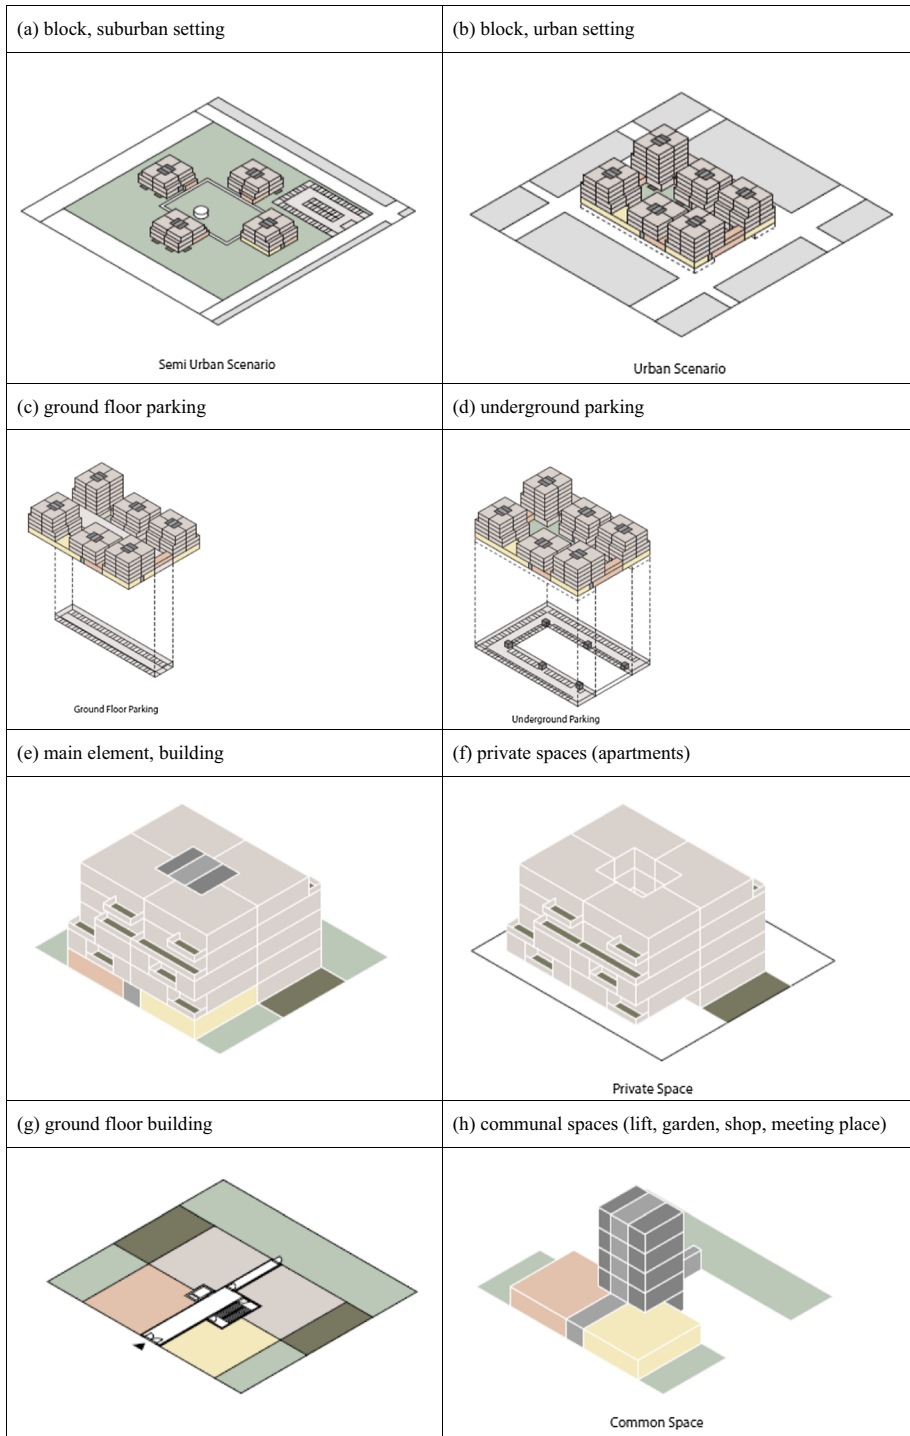 (a) block, suburban setting
(b) block, urban setting
Semi Urban Scenario
Urban Scenario
(c) ground floor parking
(d) underground parking
Ground Floor Parking
Underground Parking
(e) main element, building
(f) private spaces (apartments)
Private Space
(g) ground floor building
(h) communal spaces (lift, garden, shop, meeting place)
Common Space